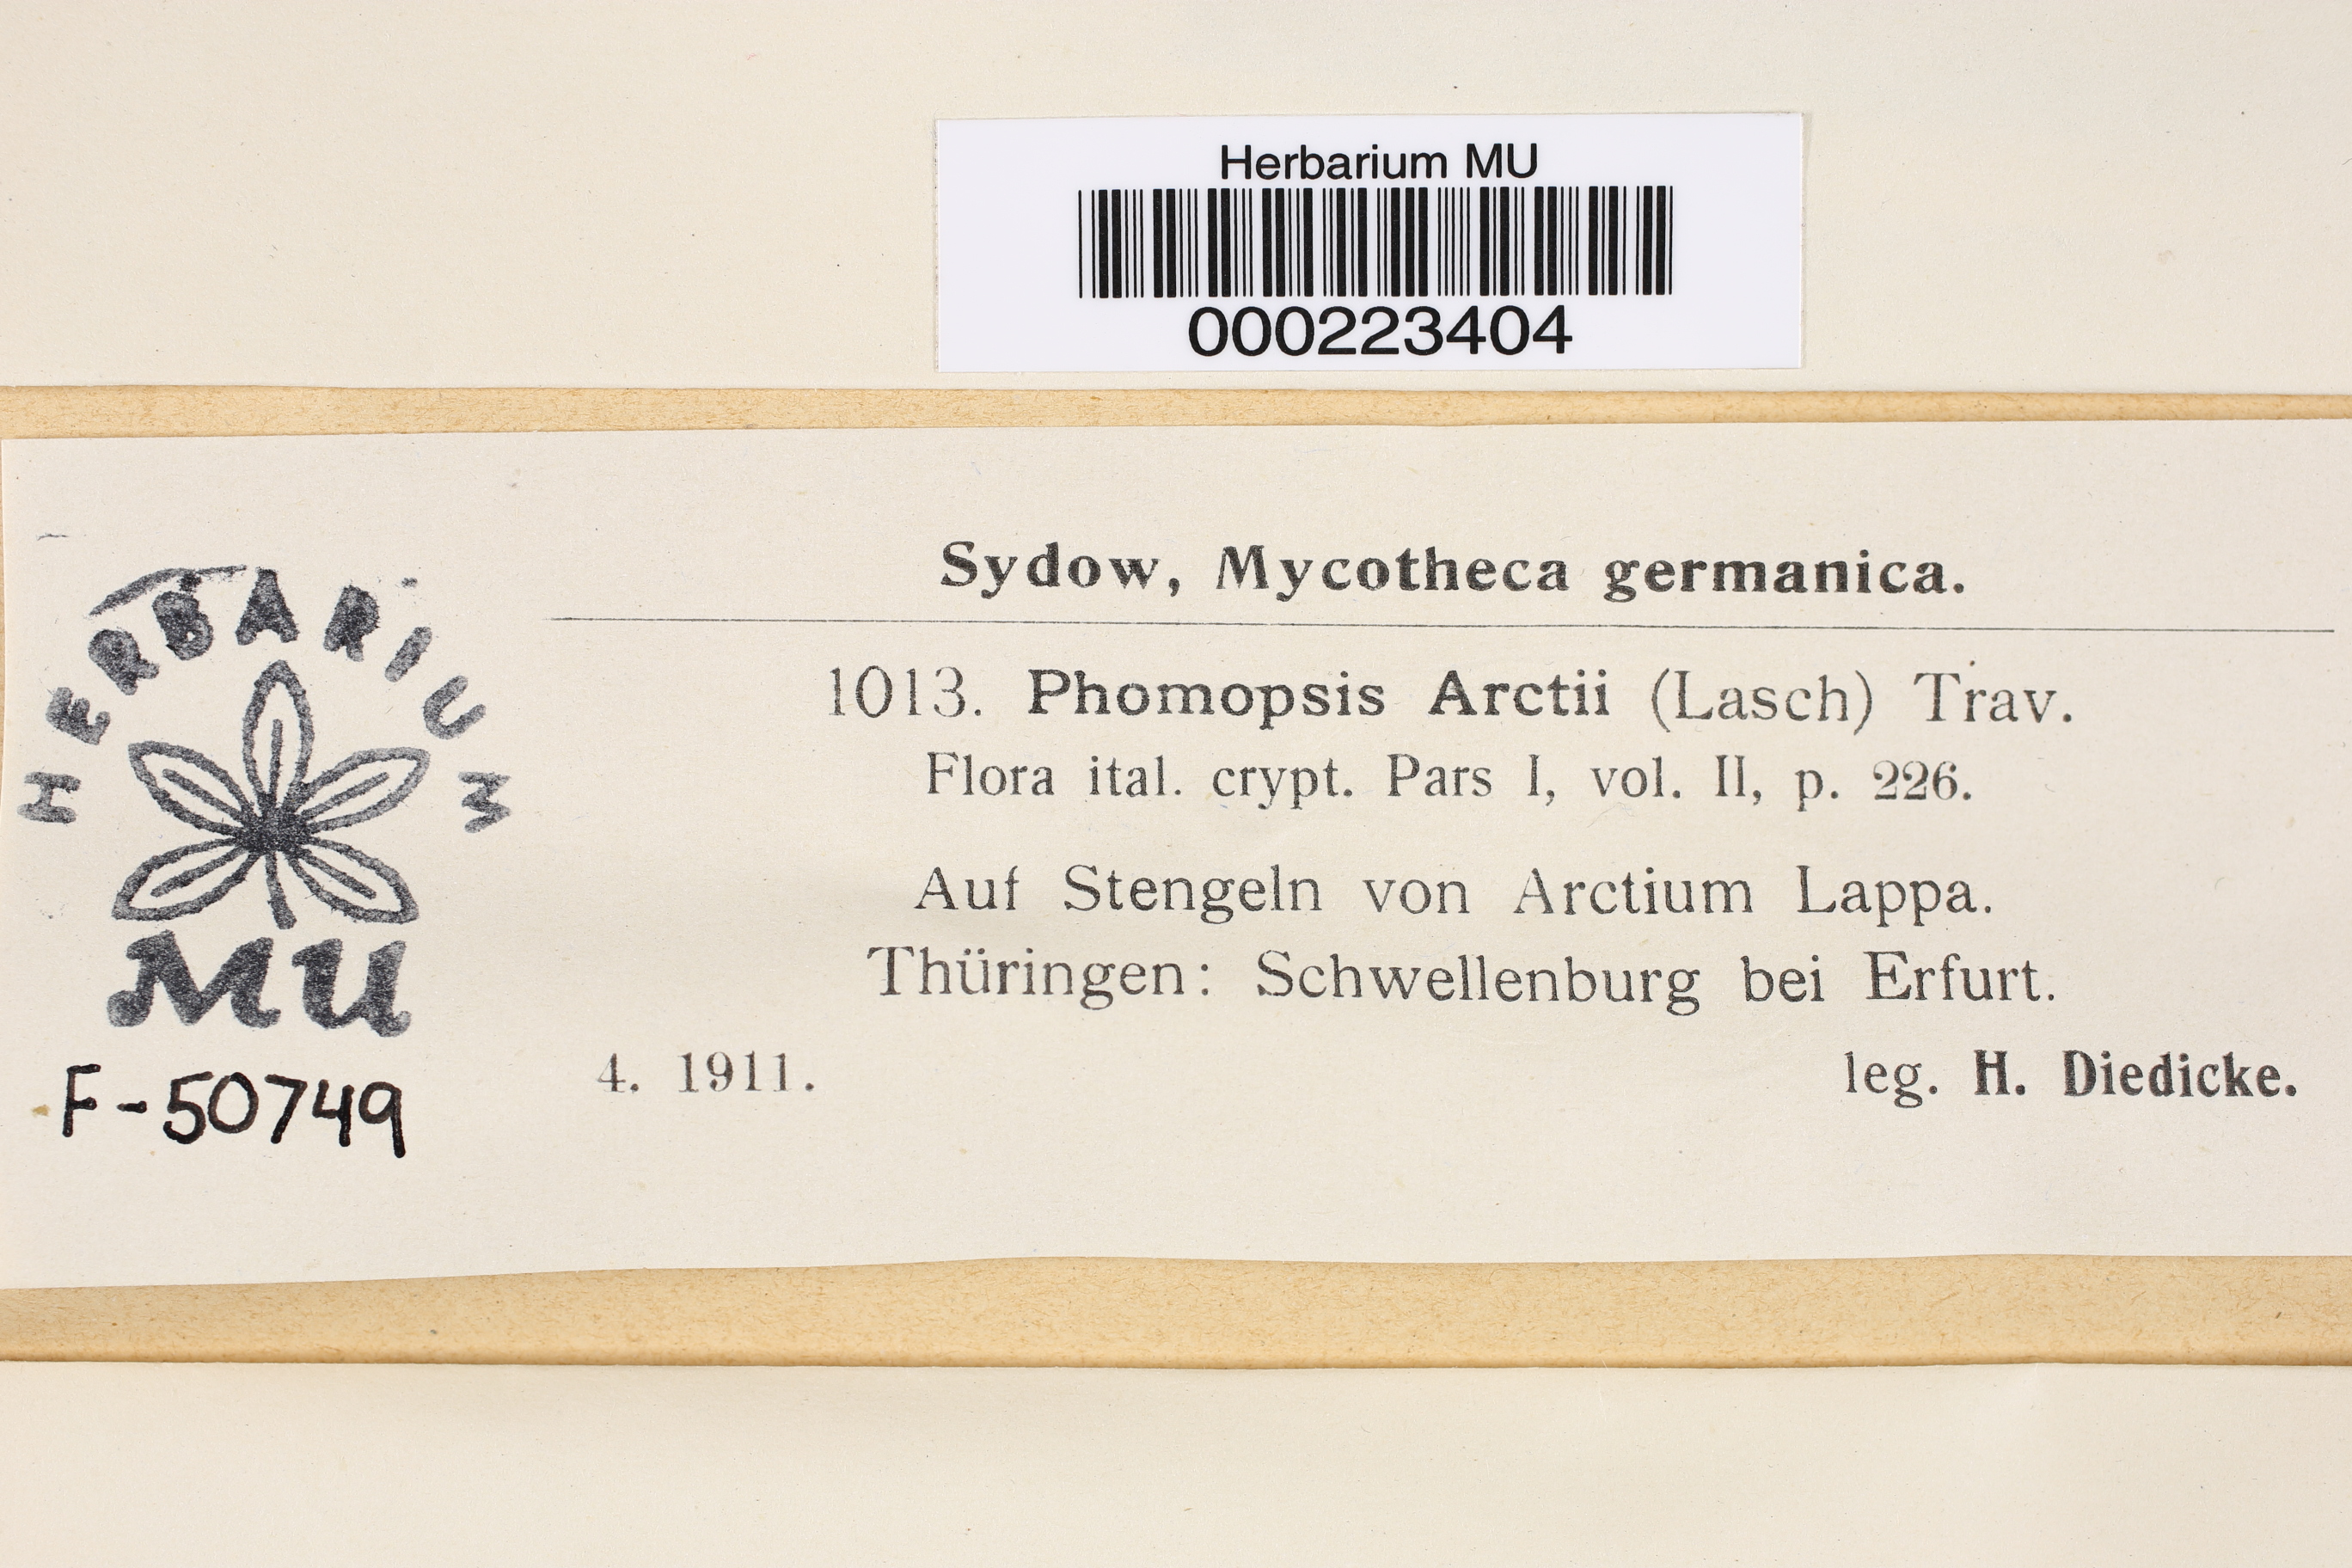 Herbarium MU
000223404
Sydow, Mycotheca germanica.
1013. Phomopsis Arctii (Lasch) Trav.
Flora ital. crypt. Pars I, vol. II, p. 226.
Auf Stengeln von Arctium Lappa.
Thüringen: Schwellenburg bei Erfurt.
4. 1911.
leg. H. Diedicke.
HERBARIUM
MU
F-50749